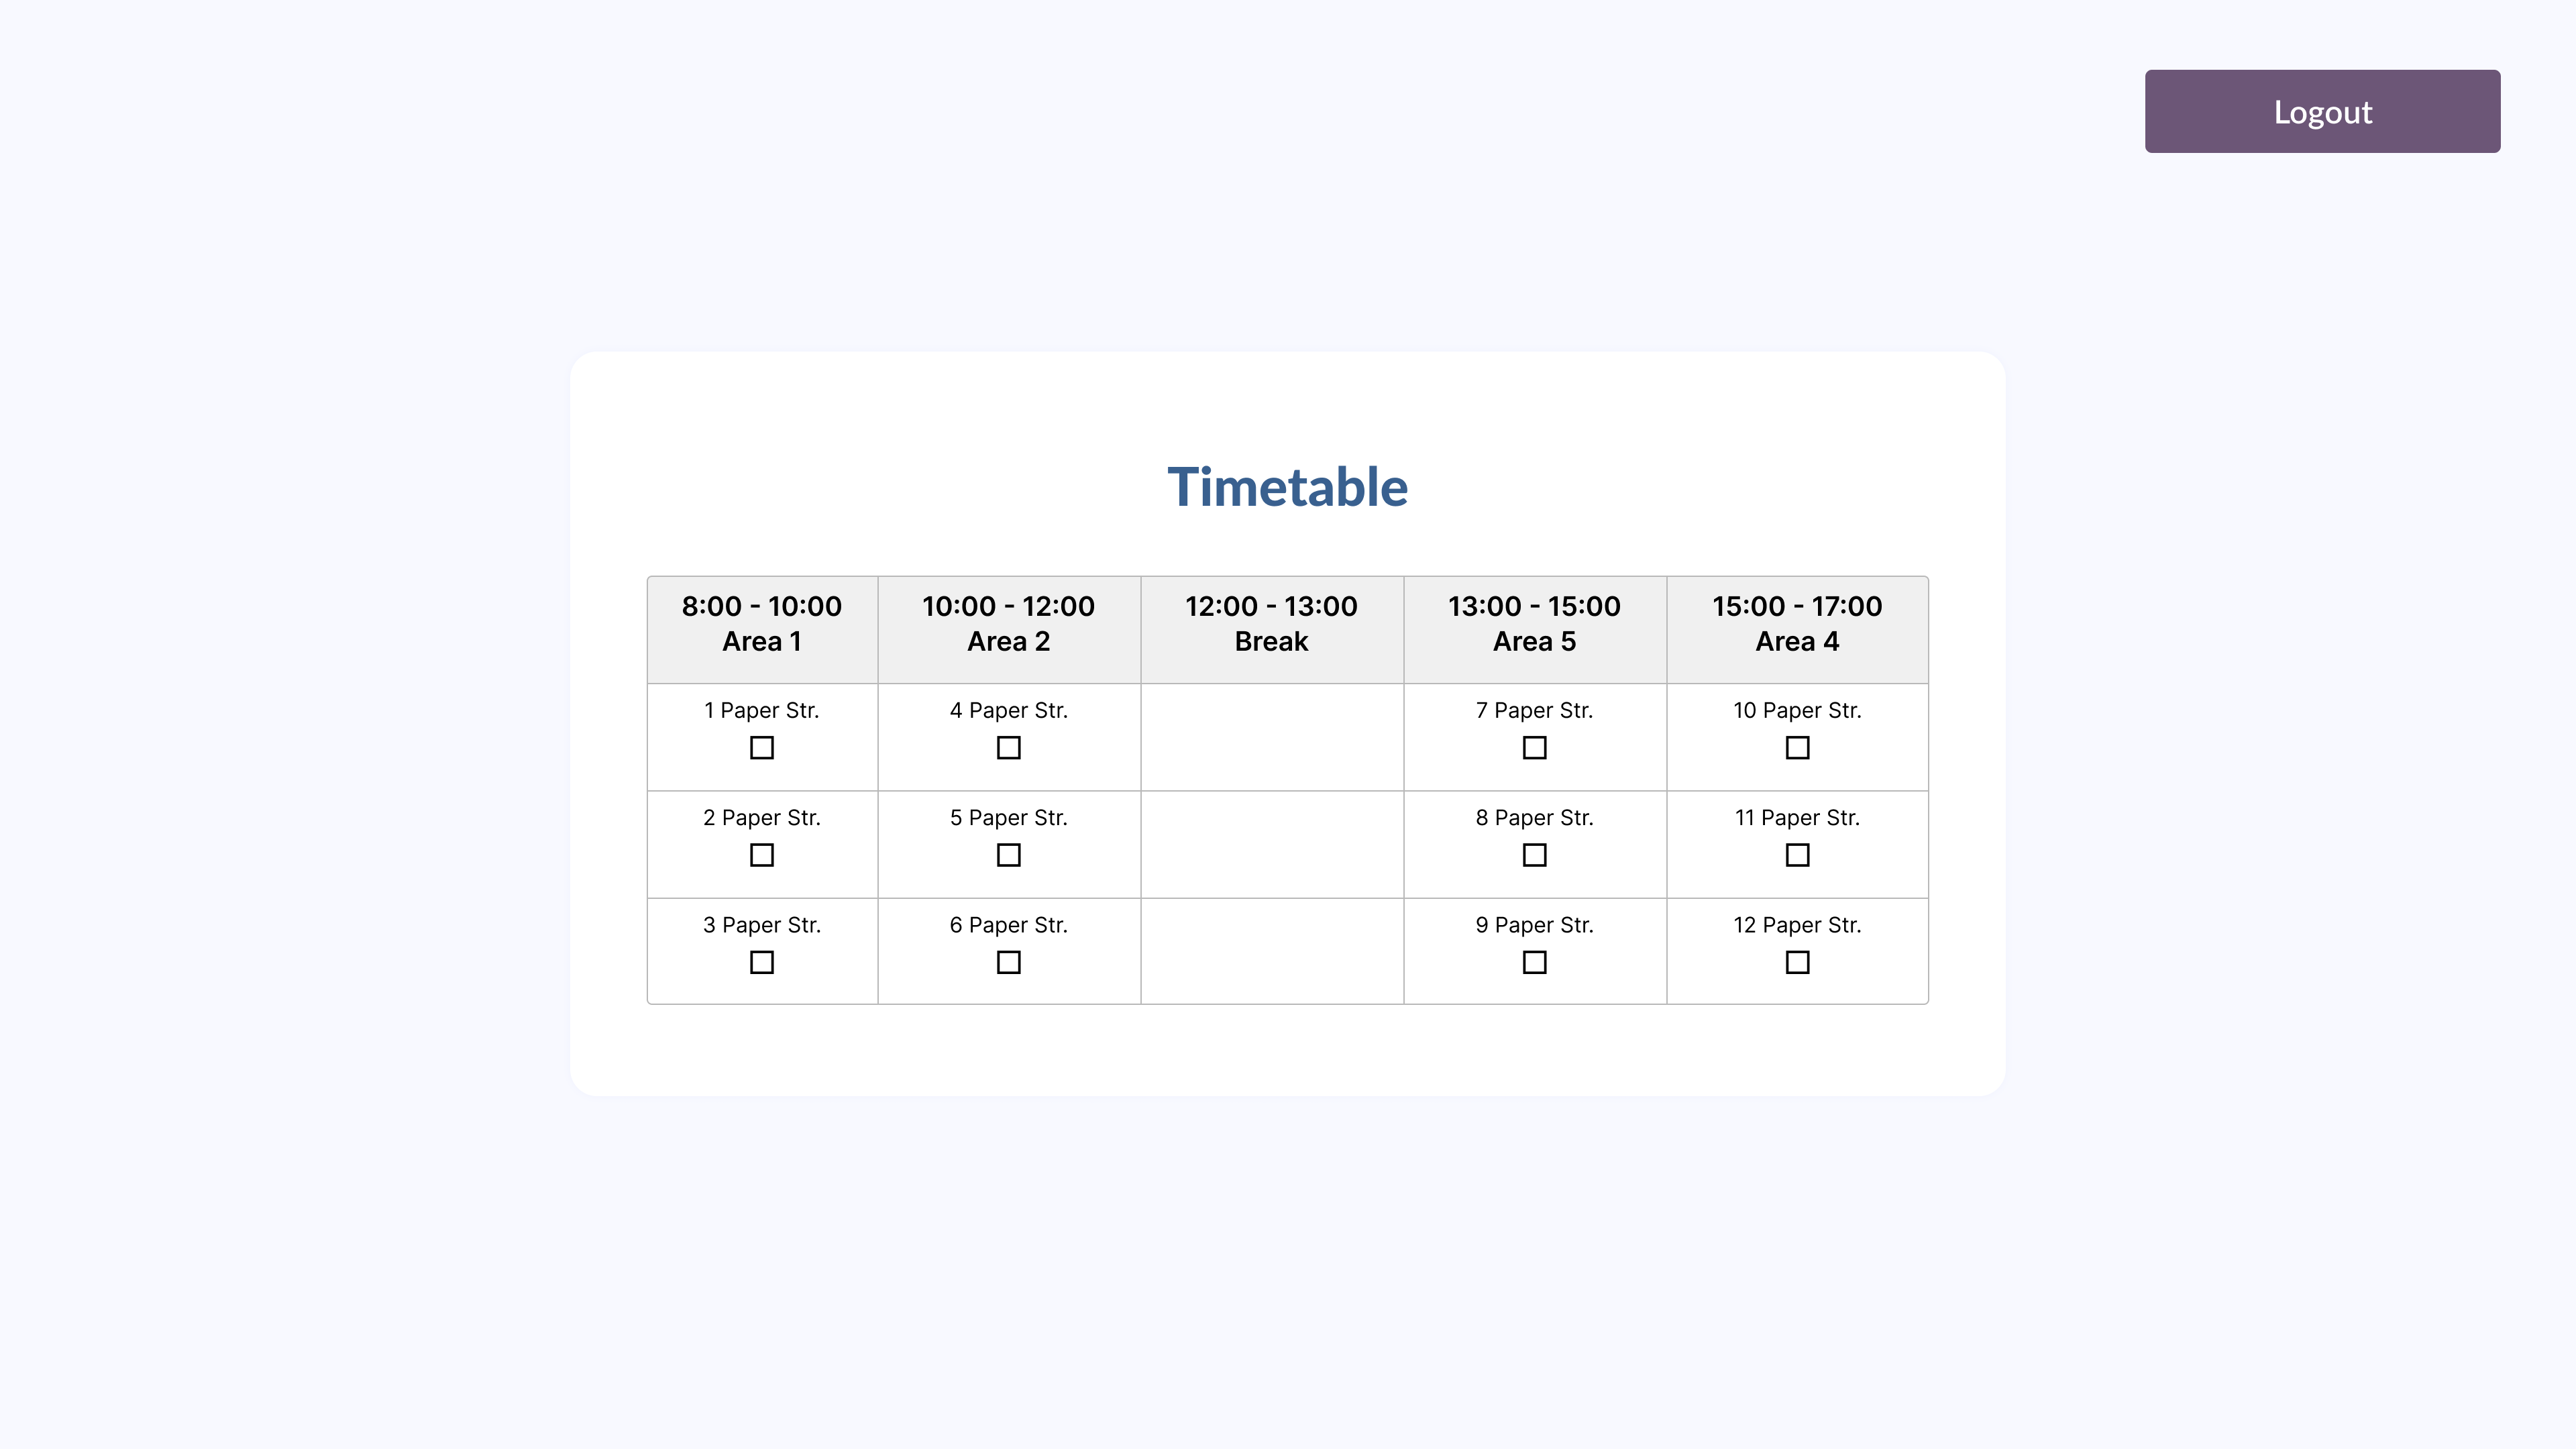 Logout
Timetable
8:00 - 10:00 Area 1
10:00 - 12:00 Area 2
12:00 - 13:00 Break
13:00 - 15:00 Area 5
15:00 - 17:00 Area 4
1 Paper Str.
4 Paper Str.
7 Paper Str.
10 Paper Str.
2 Paper Str.
5 Paper Str.
8 Paper Str.
11 Paper Str.
3 Paper Str.
6 Paper Str.
9 Paper Str.
12 Paper Str.